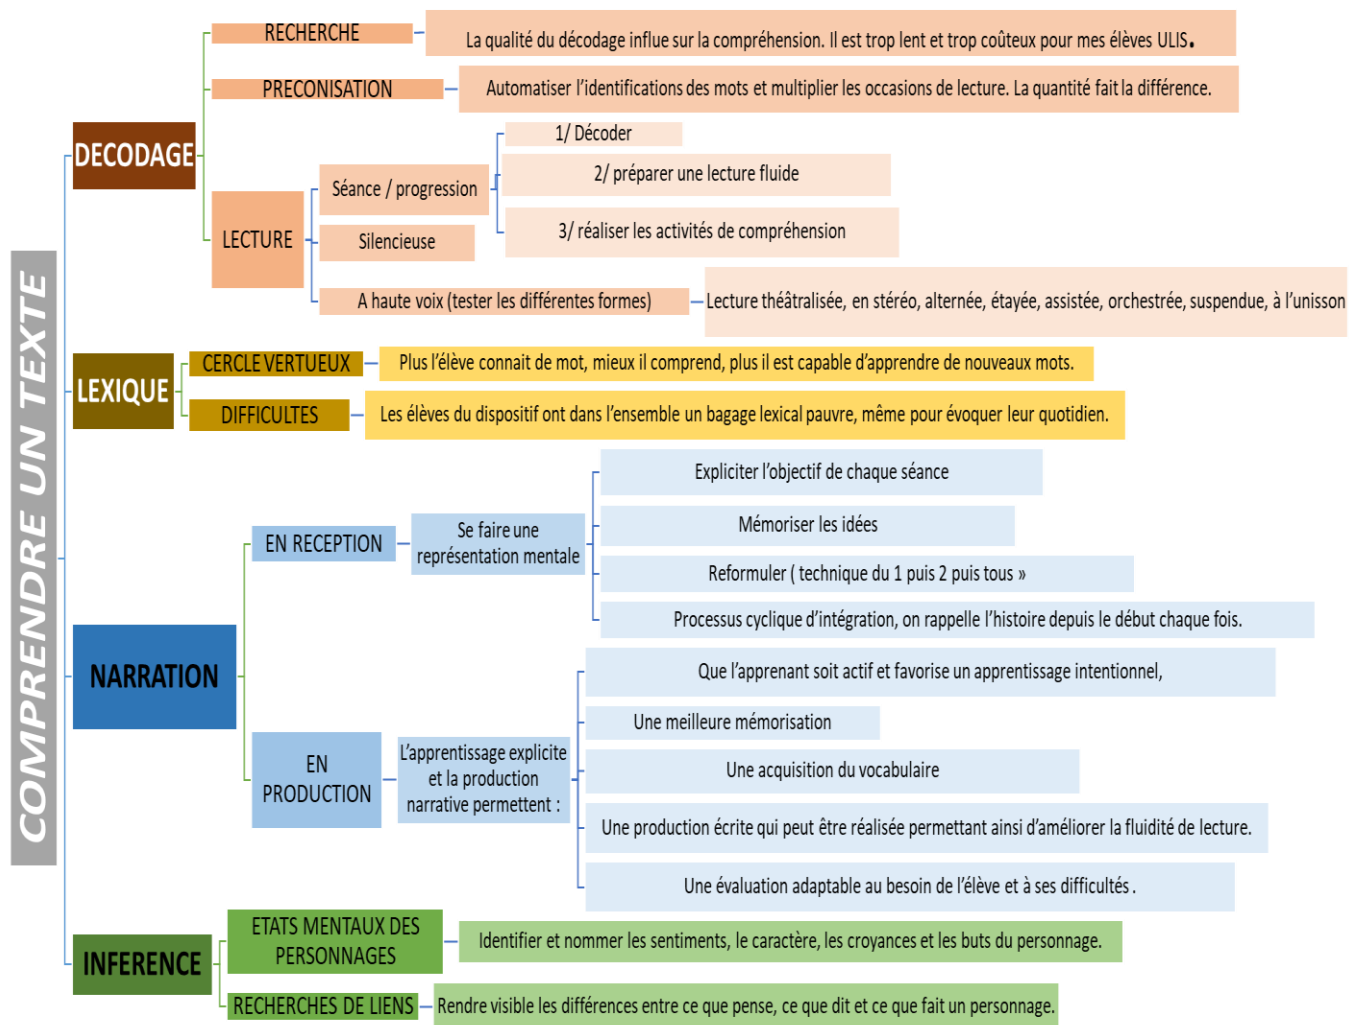 COMPRENDRE UN TEXTE
DECODAGE
RECHERCHE
La qualité du décodage influe sur la compréhension. Il est trop lent et trop coûteux pour mes élèves ULIS.
PRECONISATION
Automatiser l’identifications des mots et multiplier les occasions de lecture. La quantité fait la différence.
LECTURE
Séance / progression
1/ Décoder
2/ préparer une lecture fluide
3/ réaliser les activités de compréhension
Silencieuse
A haute voix (tester les différentes formes)
Lecture théâtralisée, en stéréo, alternée, étayée, assistée, orchestrée, suspendue, à l’unisson
LEXIQUE
CERCLE VERTUEUX
Plus l’élève connait de mot, mieux il comprend, plus il est capable d’apprendre de nouveaux mots.
DIFFICULTES
Les élèves du dispositif ont dans l’ensemble un bagage lexical pauvre, même pour évoquer leur quotidien.
NARRATION
EN RECEPTION
Se faire une
représentation mentale
Expliciter l’objectif de chaque séance
Mémoriser les idées
Reformuler ( technique du 1 puis 2 puis tous »
Processus cyclique d’intégration, on rappelle l’histoire depuis le début chaque fois.
EN
PRODUCTION
L’apprentissage explicite
et la production
narrative permettent :
Que l’apprenant soit actif et favorise un apprentissage intentionnel,
Une meilleure mémorisation
Une acquisition du vocabulaire
Une production écrite qui peut être réalisée permettant ainsi d’améliorer la fluidité de lecture.
Une évaluation adaptable au besoin de l’élève et à ses difficultés .
INFERENCE
ETATS MENTAUX DES
PERSONNAGES
Identifier et nommer les sentiments, le caractère, les croyances et les buts du personnage.
RECHERCHES DE LIENS
Rendre visible les différences entre ce que pense, ce que dit et ce que fait un personnage.